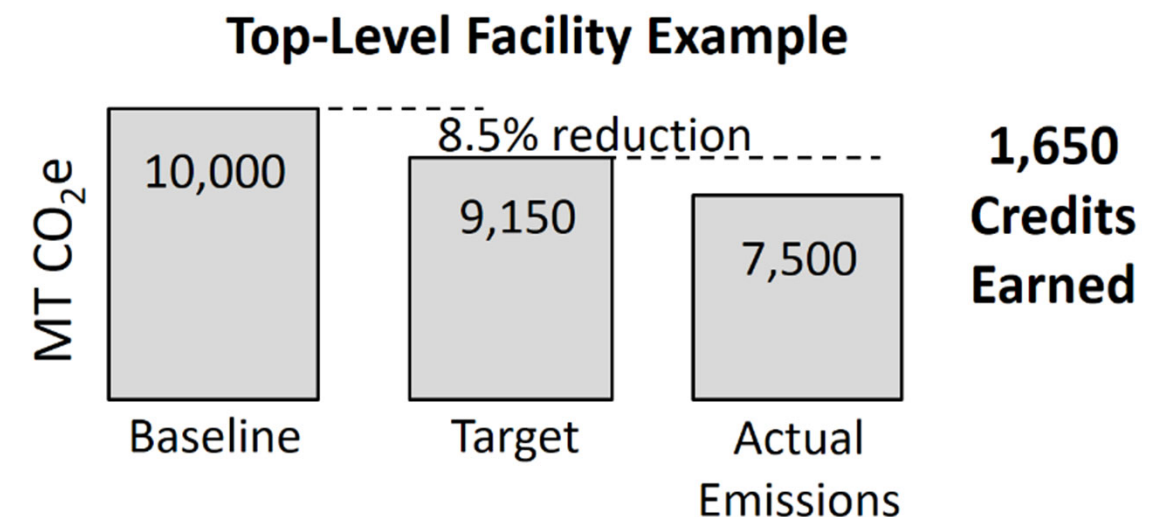 Top-Level Facility Example
MT CO₂e
10,000
8.5% reduction
9,150
7,500
1,650
Credits
Earned
Baseline
Target
Actual
Emissions